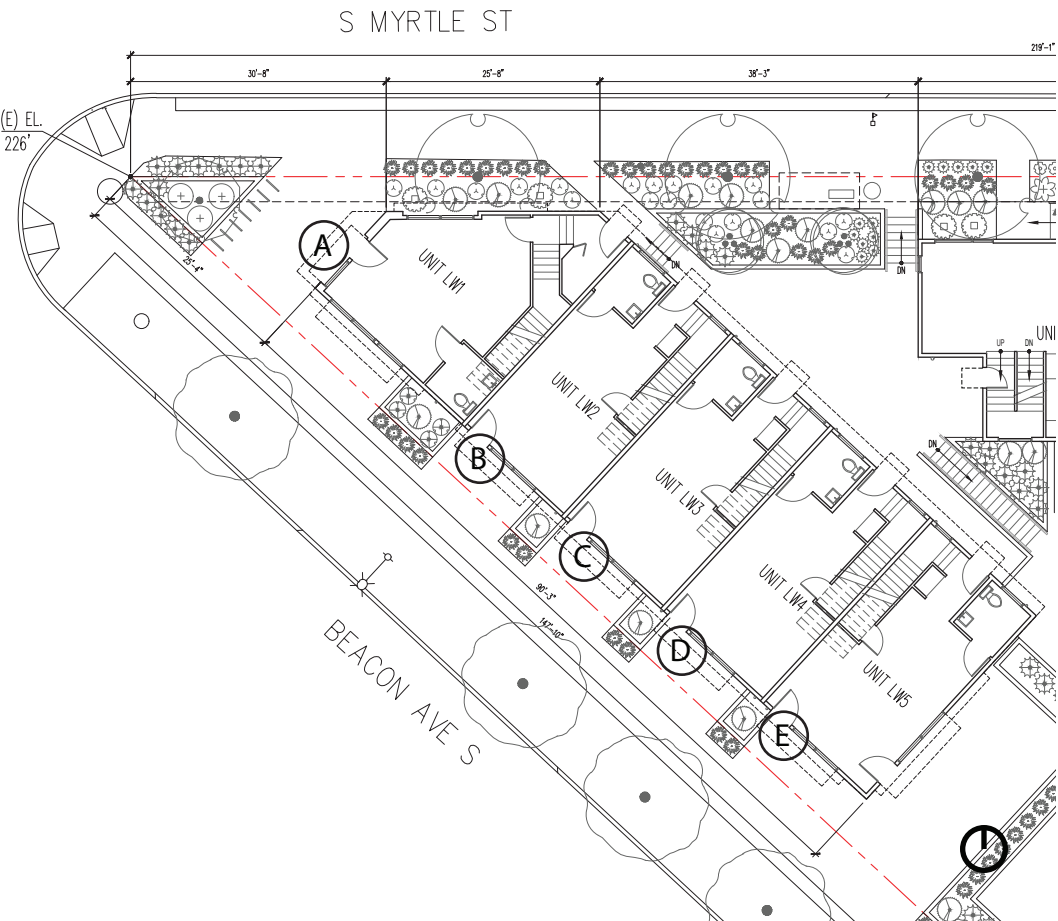 S MYRTLE ST
219'-1"
30'-8"
25'-8"
38'-3"
(E) EL.
226'
A
25'-4"
UNIT LW1
DN
DN
UP
DN
UNI
UNIT LW2
B
DN
UNIT LW3
C
UNIT LW4
90'-3"
147'-10"
D
BEACON AVE S
UNIT LW5
E